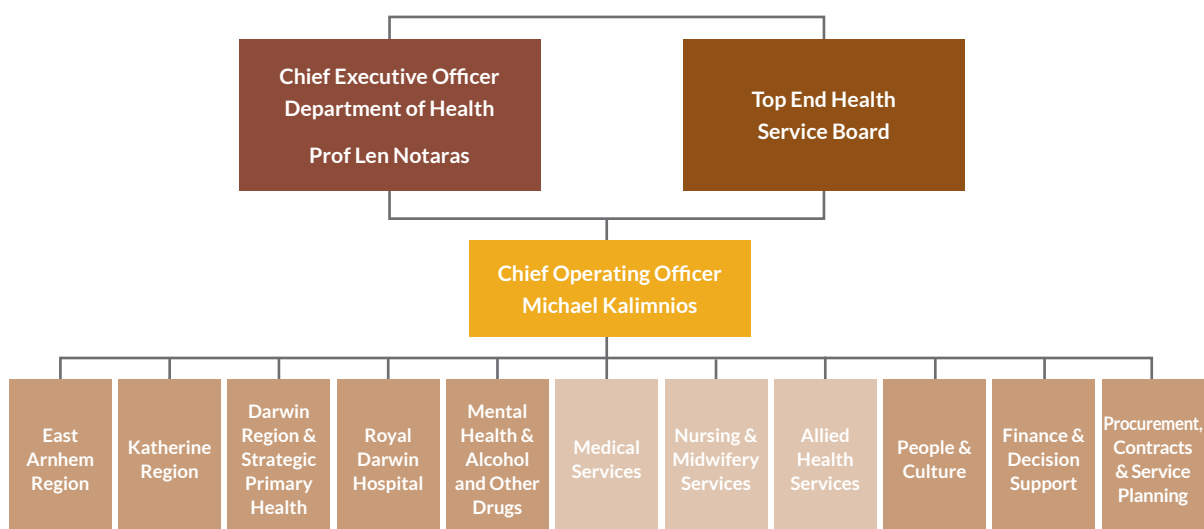 Chief Executive Officer
Department of Health
Prof Len Notaras
Top End Health
Service Board
Chief Operating Officer
Michael Kalimnios
East
Arnhem
Region
Katherine
Region
Darwin
Region &
Strategic
Primary
Health
Royal
Darwin
Hospital
Mental
Health &
Alcohol
and Other
Drugs
Medical
Services
Nursing &
Midwifery
Services
Allied
Health
Services
People &
Culture
Finance &
Decision
Support
Procurement,
Contracts
& Service
Planning